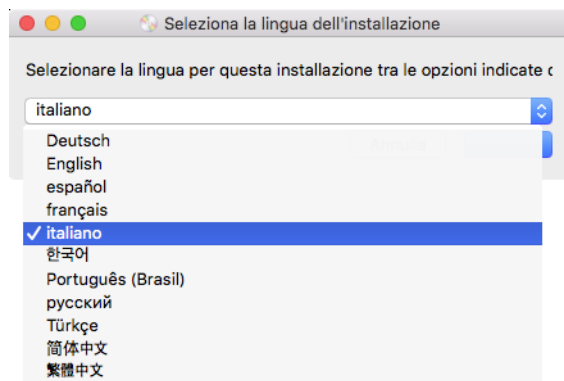 Seleziona la lingua dell'installazione
Selezionare la lingua per questa installazione tra le opzioni indicate
italiano
Deutsch
English
español
français
✓ italiano
한국어
Português (Brasil)
русский
Türkçe
简体中文
繁體中文